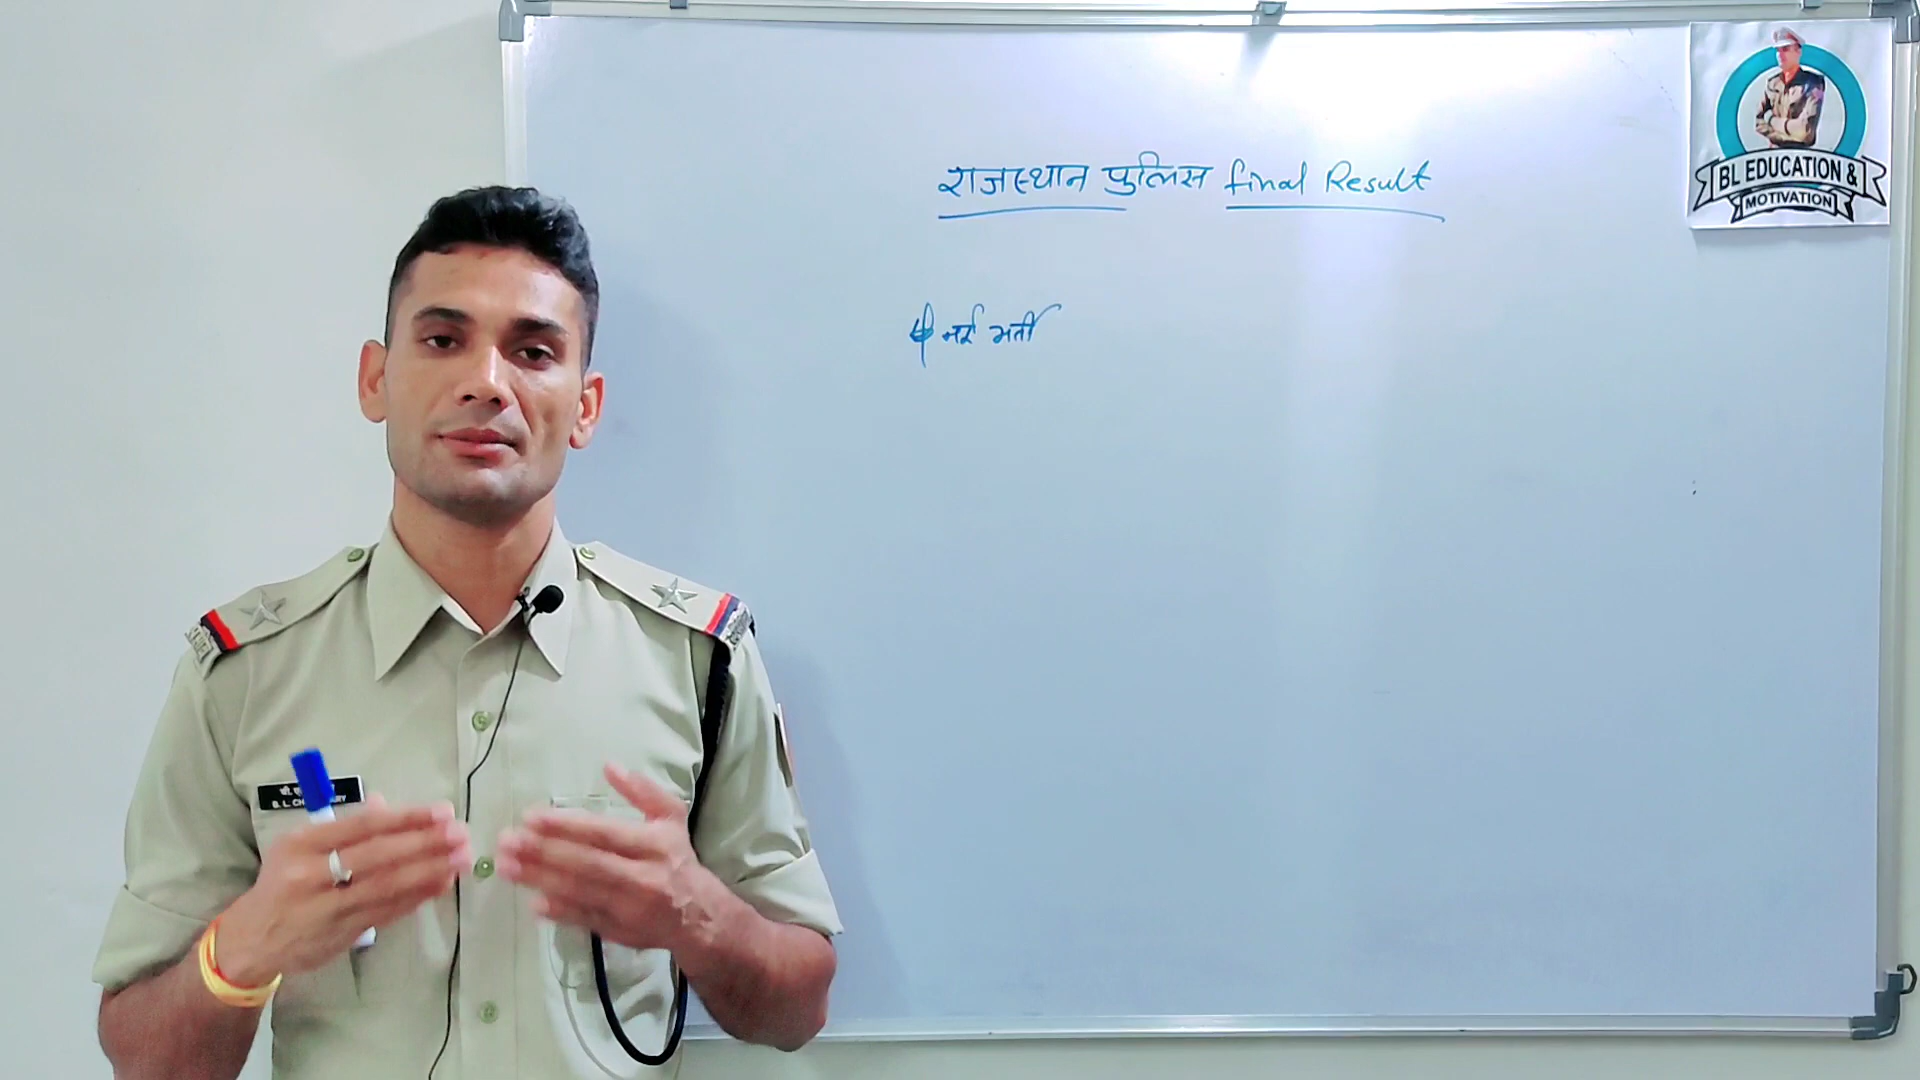 राजस्थान पुलिस final Result
नई भर्ती
BL EDUCATION &
MOTIVATION
B. L. CH